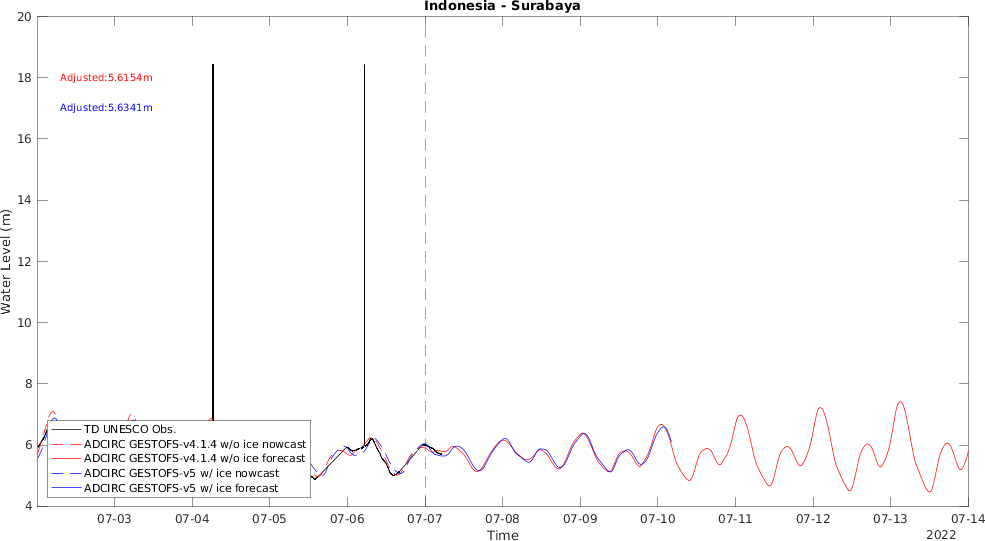 Indonesia - Surabaya
20
18
16
14
12
10
8
6
4
Water Level (m)
Adjusted:5.6154m
Adjusted:5.6341m
TD UNESCO Obs.
ADCIRC GESTOFS-v4.1.4 w/o ice nowcast
ADCIRC GESTOFS-v4.1.4 w/o ice forecast
ADCIRC GESTOFS-v5 w/ ice nowcast
ADCIRC GESTOFS-v5 w/ ice forecast
07-03 07-04 07-05 07-06 07-07 07-08 07-09 07-10 07-11 07-12 07-13 07-14
Time
2022